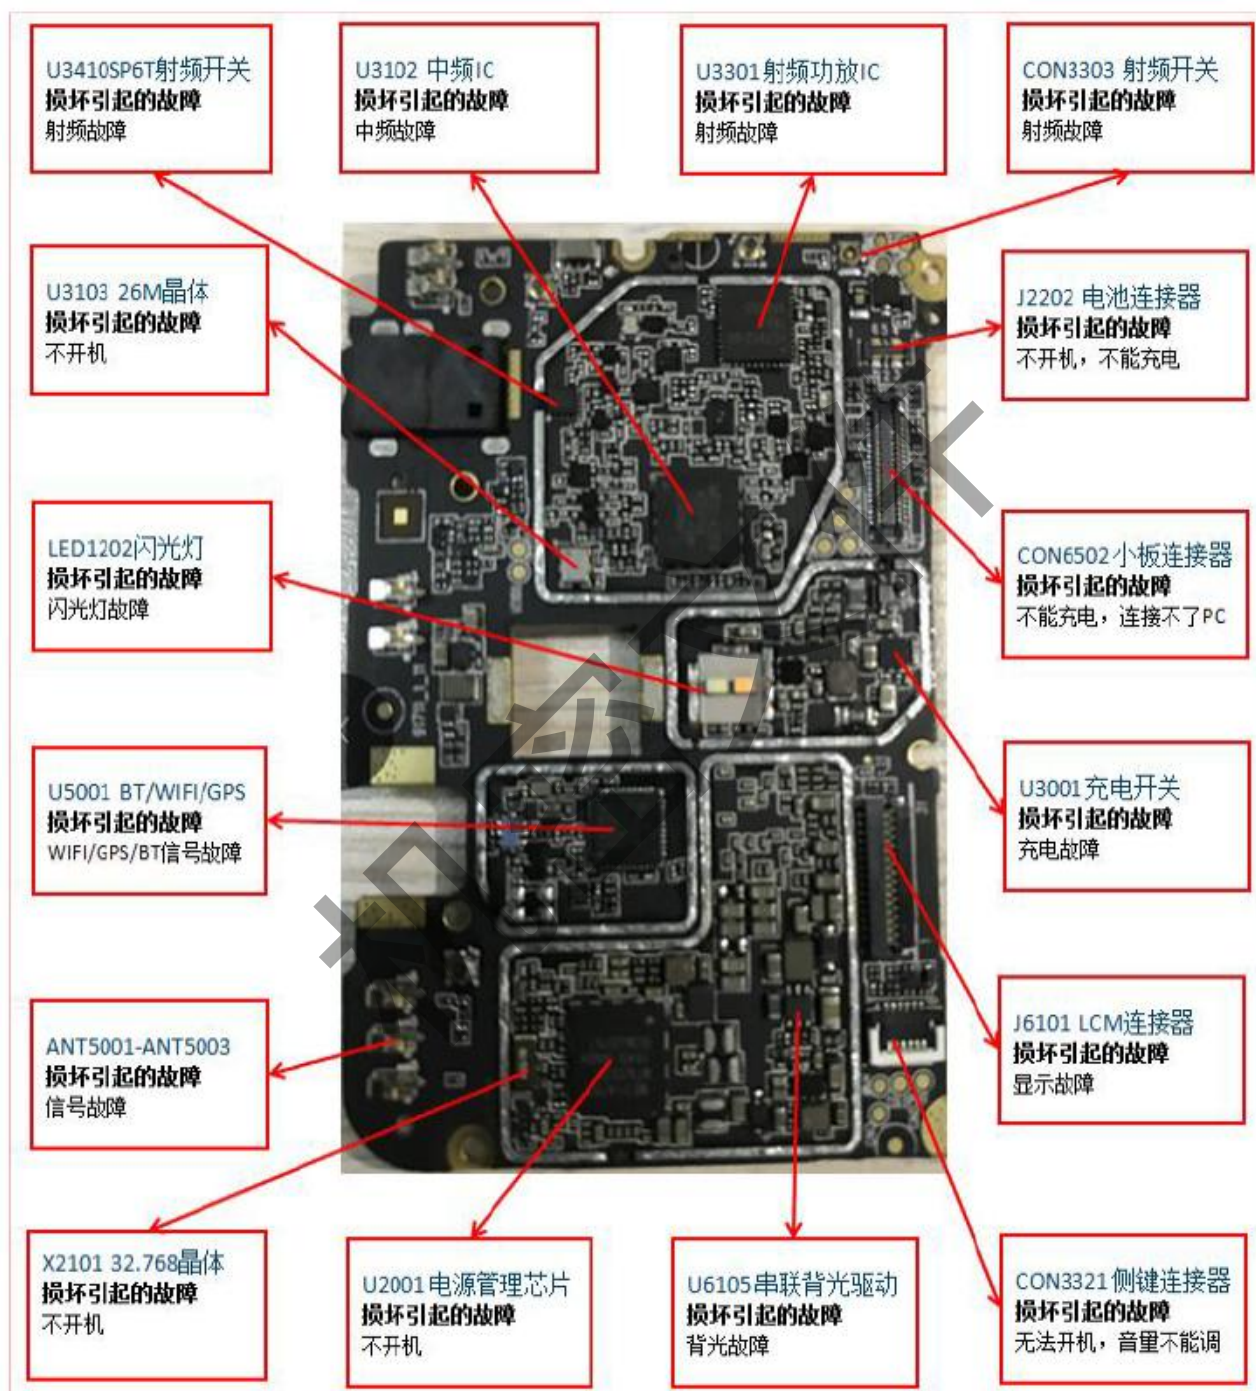 U3410SP6T射频开关
损坏引起的故障
射频故障
U3102 中频IC
损坏引起的故障
中频故障
U3301射频功放IC
损坏引起的故障
射频故障
CON3303 射频开关
损坏引起的故障
射频故障
U3103 26M晶体
损坏引起的故障
不开机
J2202 电池连接器
损坏引起的故障
不开机，不能充电
LED1202闪光灯
损坏引起的故障
闪光灯故障
CON6502小板连接器
损坏引起的故障
不能充电，连接不了PC
U5001 BT/WIFI/GPS
损坏引起的故障
WIFI/GPS/BT信号故障
U3001充电开关
损坏引起的故障
充电故障
ANT5001-ANT5003
损坏引起的故障
信号故障
J6101 LCM连接器
损坏引起的故障
显示故障
X2101 32.768晶体
损坏引起的故障
不开机
U2001电源管理芯片
损坏引起的故障
不开机
U6105串联背光驱动
损坏引起的故障
背光故障
CON3321侧键连接器
损坏引起的故障
无法开机，音量不能调